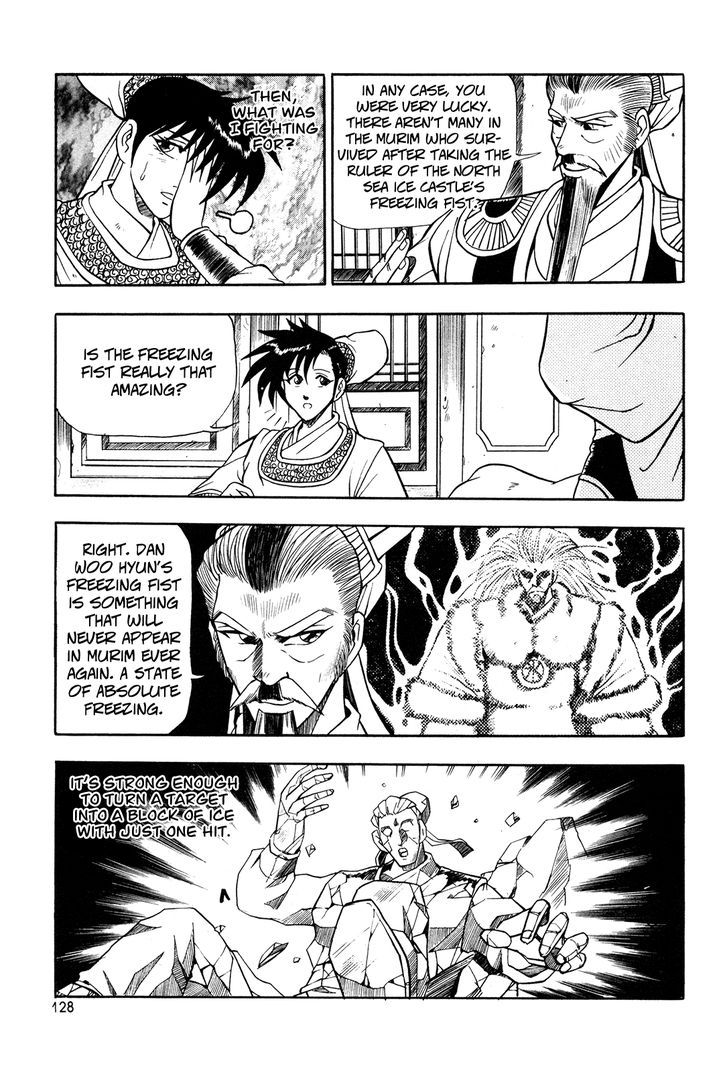 THEN,
WHAT WAS
I FIGHTING
FOR?
IN ANY CASE, YOU
WERE VERY LUCKY.
THERE AREN'T MANY IN
THE MURIM WHO SUR-
VIVED AFTER TAKING THE
RULER OF THE NORTH
SEA ICE CASTLE'S
FREEZING FIST.
IS THE FREEZING
FIST REALLY THAT
AMAZING?
RIGHT. DAN
WOO HYUN'S
FREEZING FIST
IS SOMETHING
THAT WILL
NEVER APPEAR
IN MURIM EVER
AGAIN. A STATE
OF ABSOLUTE
FREEZING.
IT'S STRONG ENOUGH
TO TURN A TARGET
INTO A BLOCK OF ICE
WITH JUST ONE HIT.
128